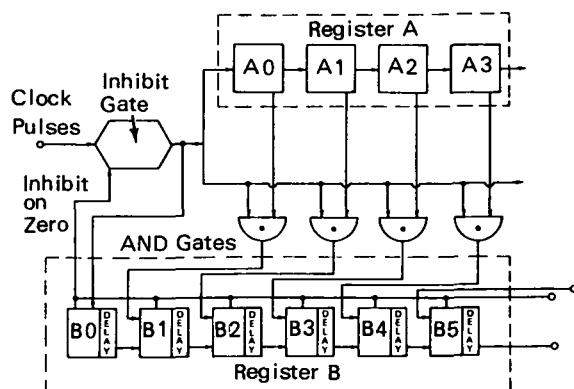 Register A
A0 A1 A2 A3
Inhibit
Gate
Clock
Pulses
Inhibit
on
Zero
AND Gates
B0 DELAY B1 DELAY B2 DELAY B3 DELAY B4 DELAY B5 DELAY
Register B